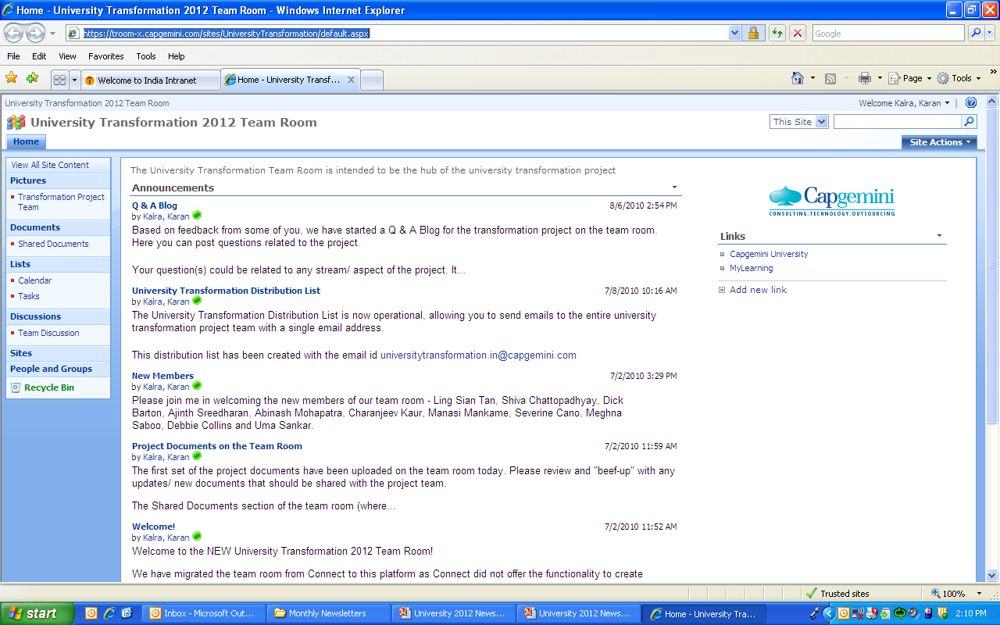 Home - University Transformation 2012 Team Room - Windows Internet Explorer
https://troom-x.capgemini.com/sites/UniversityTransformation/default.aspx
Google
File Edit View Favorites Tools Help
Welcome to India Intranet
Home - University Transf...
Page Tools
University Transformation 2012 Team Room
Welcome Kalra, Karan
University Transformation 2012 Team Room
This Site
Home
Site Actions
View All Site Content
Pictures
Transformation Project
Team
Documents
Shared Documents
Lists
Calendar
Tasks
Discussions
Team Discussion
Sites
People and Groups
Recycle Bin
The University Transformation Team Room is intended to be the hub of the university transformation project
Announcements
Q & A Blog 8/6/2010 2:54 PM
by Kalra, Karan
Based on feedback from some of you, we have started a Q & A Blog for the transformation project on the team room.
Here you can post questions related to the project.
Your question(s) could be related to any stream/ aspect of the project. It...
University Transformation Distribution List 7/8/2010 10:16 AM
by Kalra, Karan
The University Transformation Distribution List is now operational, allowing you to send emails to the entire university
transformation project team with a single email address.
This distribution list has been created with the email id universitytransformation.in@capgemini.com
New Members 7/2/2010 3:29 PM
by Kalra, Karan
Please join me in welcoming the new members of our team room - Ling Sian Tan, Shiva Chattopadhyay, Dick
Barton, Ajinth Sreedharan, Abinash Mohapatra, Charanjeev Kaur, Manasi Mankame, Severine Cano, Meghna
Saboo, Debbie Collins and Uma Sankar.
Project Documents on the Team Room 7/2/2010 11:59 AM
by Kalra, Karan
The first set of the project documents have been uploaded on the team room today. Please review and "beef-up" with any
updates/ new documents that should be shared with the project team.
The Shared Documents section of the team room (where...
Welcome! 7/2/2010 11:52 AM
by Kalra, Karan
Welcome to the NEW University Transformation 2012 Team Room!
We have migrated the team room from Connect to this platform as Connect did not offer the functionality to create
Capgemini
CONSULTING.TECHNOLOGY.OUTSOURCING
Links
Capgemini University
MyLearning
Add new link
Trusted sites
100%
start
Inbox - Microsoft Out...
Monthly Newsletters
University 2012 News...
University 2012 News...
Home - University Tra...
2:10 PM